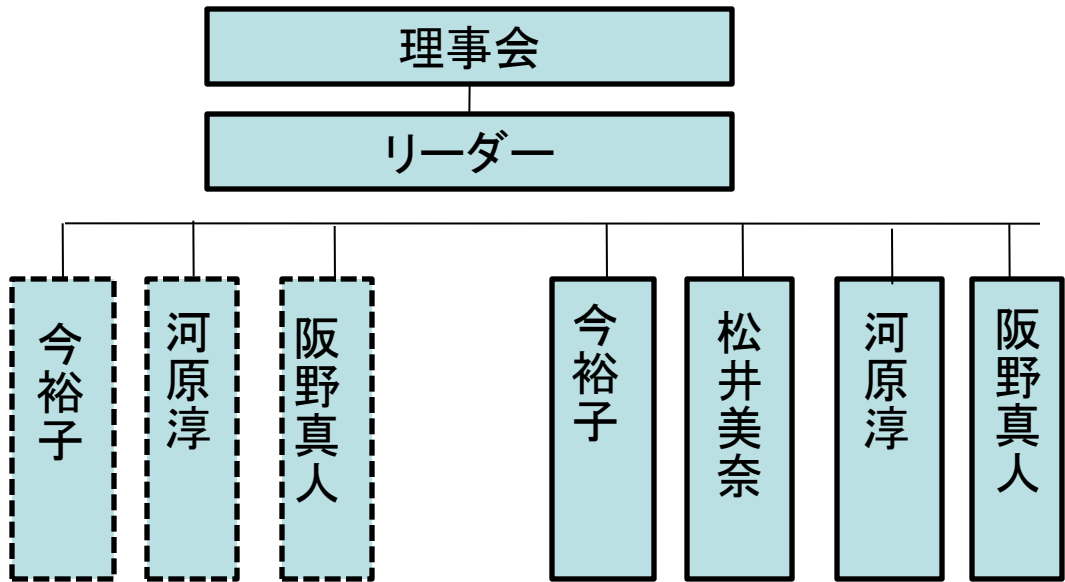 理事会
リーダー
今裕子
河原淳
阪野真人
今裕子
松井美奈
河原淳
阪野真人